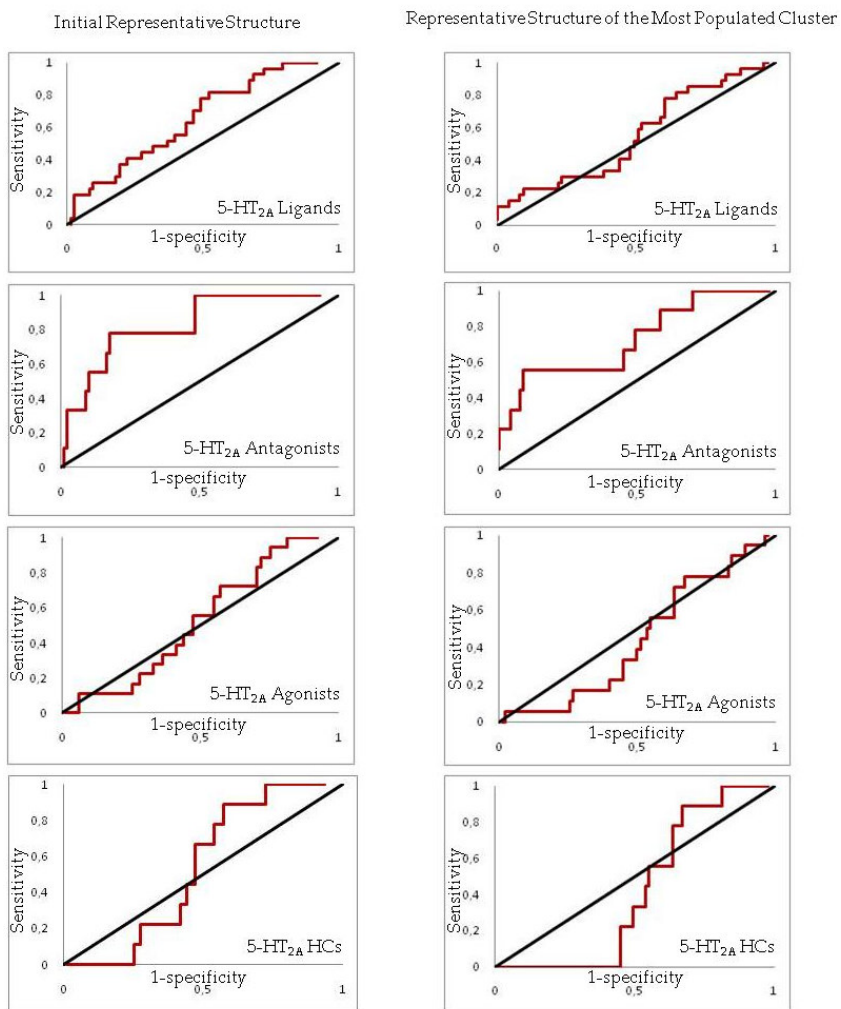 Initial Representative Structure
Representative Structure of the Most Populated Cluster
Sensitivity
1
0,8
0,6
0,4
0,2
0
5-HT2A Ligands
1-specificity
0
0,5
1
Sensitivity
1
0,8
0,6
0,4
0,2
0
5-HT2A Ligands
1-specificity
0
0,5
1
Sensitivity
1
0,8
0,6
0,4
0,2
0
5-HT2A Antagonists
1-specificity
0
0,5
1
Sensitivity
1
0,8
0,6
0,4
0,2
0
5-HT2A Antagonists
1-specificity
0
0,5
1
Sensitivity
1
0,8
0,6
0,4
0,2
0
5-HT2A Agonists
1-specificity
0
0,5
1
Sensitivity
1
0,8
0,6
0,4
0,2
0
5-HT2A Agonists
1-specificity
0
0,5
1
Sensitivity
1
0,8
0,6
0,4
0,2
0
5-HT2A HCs
1-specificity
0
0,5
1
Sensitivity
1
0,8
0,6
0,4
0,2
0
5-HT2A HCs
1-specificity
0
0,5
1